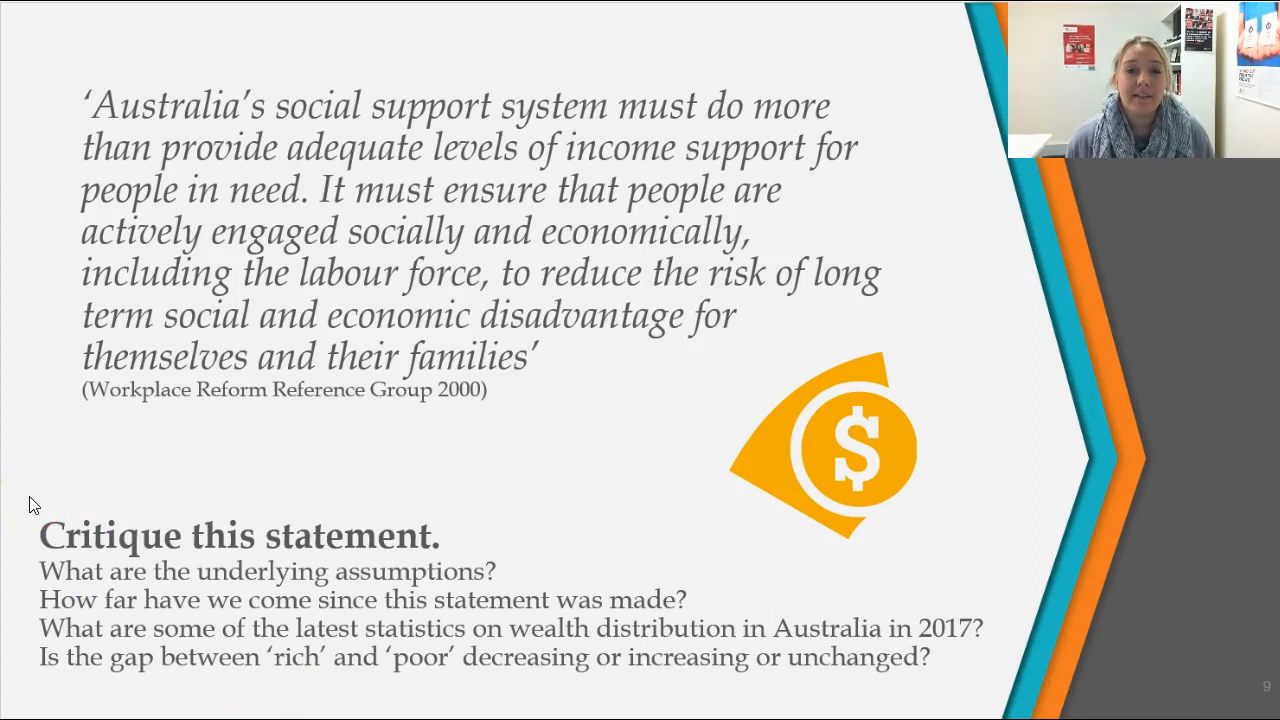 ‘Australia’s social support system must do more
than provide adequate levels of income support for
people in need. It must ensure that people are
actively engaged socially and economically,
including the labour force, to reduce the risk of long
term social and economic disadvantage for
themselves and their families’
(Workplace Reform Reference Group 2000)
$
Critique this statement.
What are the underlying assumptions?
How far have we come since this statement was made?
What are some of the latest statistics on wealth distribution in Australia in 2017?
Is the gap between ‘rich’ and ‘poor’ decreasing or increasing or unchanged?
9